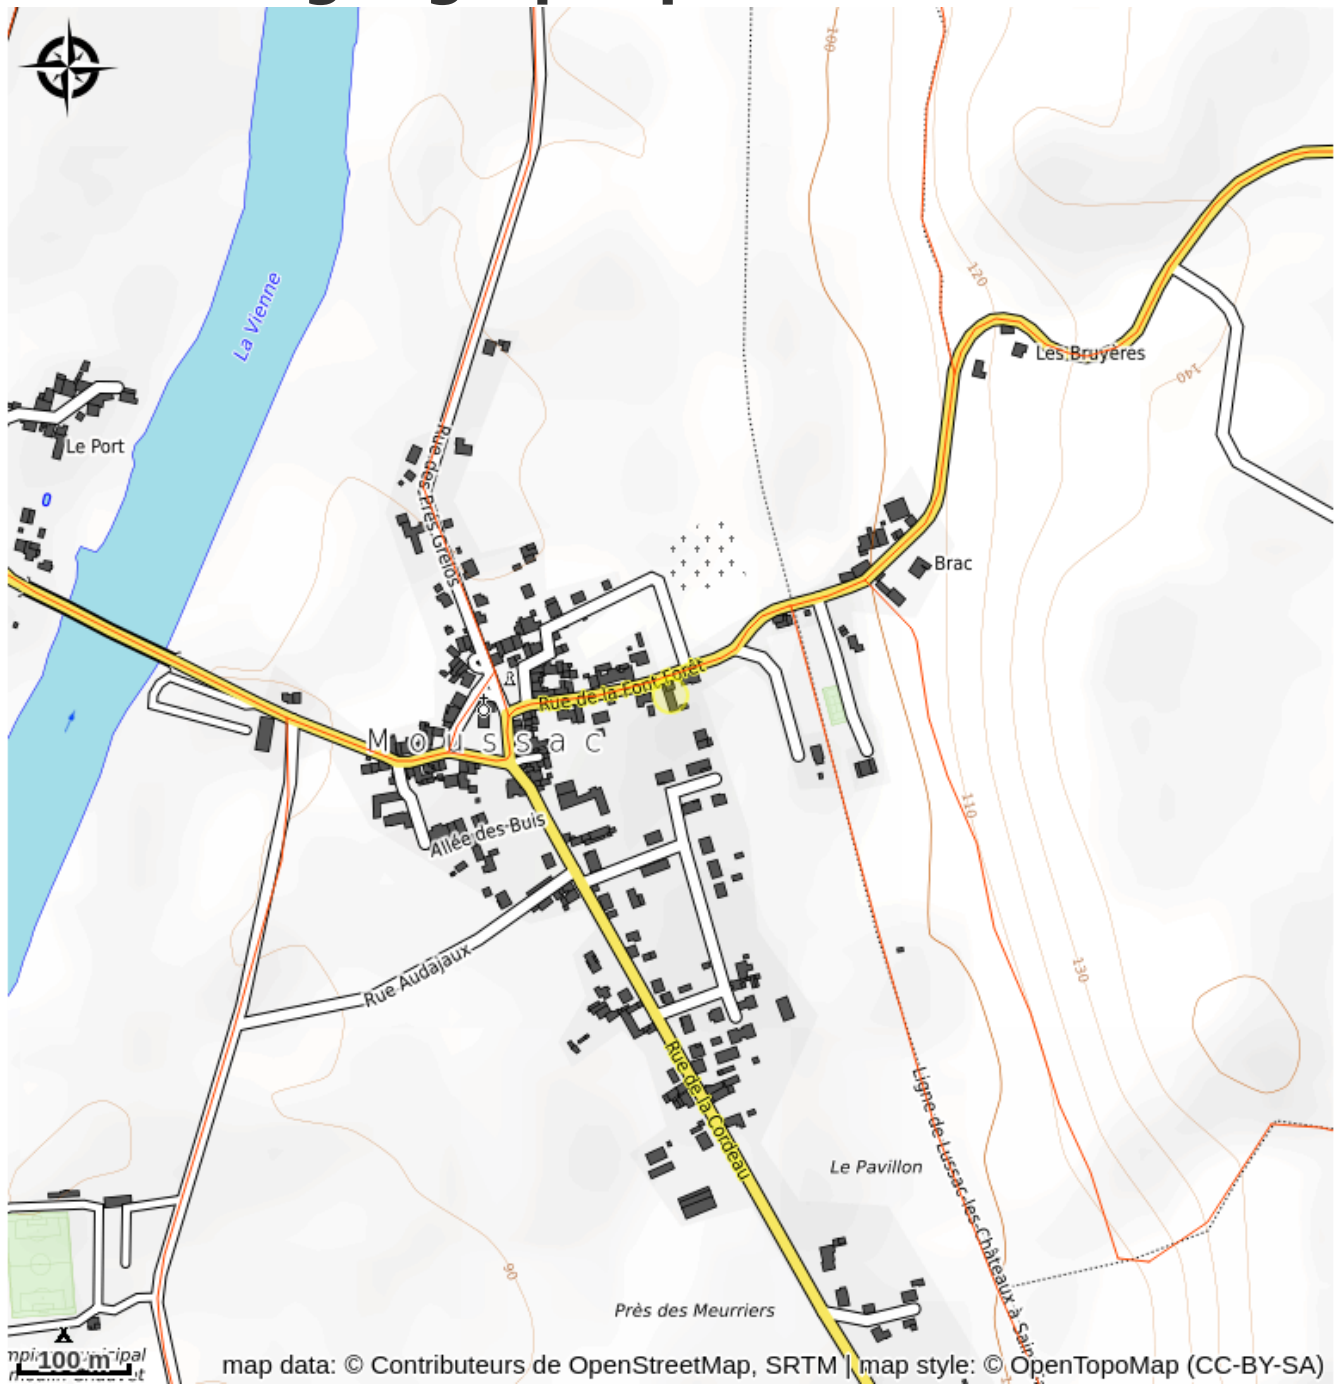 100
La Vienne
120
Les Bruyères
140
Le Port
0
Rue des Prés Grelos
Brac
Rue de la Font Forêt
Moussac
110
Allée des Buis
Rue Audajaux
130
Rue de la Cordeau
Ligne de Lussac-les-Châteaux à Sain
Le Pavillon
90
Près des Meurriers
100 m
map data: © Contributeurs de OpenStreetMap, SRTM | map style: © OpenTopoMap (CC-BY-SA)